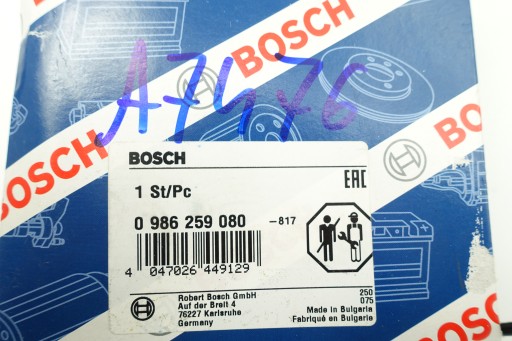 BOSCH
BOSCH
A7476
BOSCH
BOSCH
1 St/Pc
EAC
0 986 259 080
-817
4 047026 449129
BOSCH
Robert Bosch GmbH
Auf der Breit 4
76227 Karlsruhe
Germany
250
075
Made in Bulgaria
Fabriqué en Bulgarie